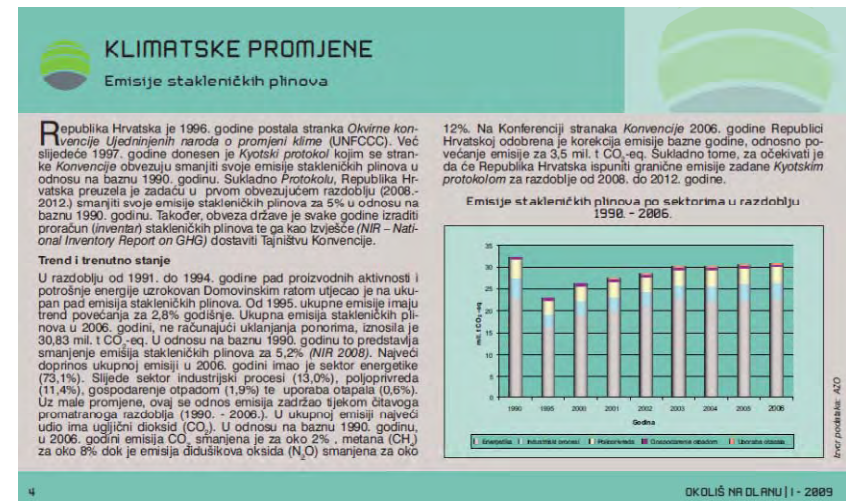 KLIMATSKE PROMJENE
Emisije stakleničkih plinova
Republika Hrvatska je 1996. godine postala stranka Okvirne kon-
vencije Ujedninjenih naroda o promjeni klime (UNFCCC). Već
slijedeće 1997. godine donesen je Kyotski protokol kojim se stran-
ke Konvencije obvezuju smanjiti svoje emisije stakleničkih plinova u
odnosu na baznu 1990. godinu. Sukladno Protokolu, Republika Hr-
vatska preuzela je zadaću u prvom obvezujućem razdoblju (2008.-
2012.) smanjiti svoje emisije stakleničkih plinova za 5% u odnosu na
baznu 1990. godinu. Također, obveza države je svake godine izraditi
proračun (inventar) stakleničkih plinova te ga kao Izvješće (NIR – Nati-
onal Inventory Report on GHG) dostaviti Tajništvu Konvencije.
Trend i trenutno stanje
U razdoblju od 1991. do 1994. godine pad proizvodnih aktivnosti i
potrošnje energije uzrokovan Domovinskim ratom utjecao je na uku-
pan pad emisija stakleničkih plinova. Od 1995. ukupne emisije imaju
trend povećanja za 2,8% godišnje. Ukupna emisija stakleničkih pli-
nova u 2006. godini, ne računajući uklanjanja ponorima, iznosila je
30,83 mil. t CO2-eq. U odnosu na baznu 1990. godinu to predstavlja
smanjenje emisija stakleničkih plinova za 5,2% (NIR 2008). Najveći
doprinos ukupnoj emisiji u 2006. godini imao je sektor energetike
(73,1%). Slijede sektor industrijski procesi (13,0%), poljoprivreda
(11,4%), gospodarenje otpadom (1,9%) te uporaba otapala (0,6%).
Uz male promjene, ovaj se odnos emisija zadržao tijekom čitavoga
promatranoga razdoblja (1990. - 2006.). U ukupnoj emisiji najveći
udio ima ugljični dioksid (CO2). U odnosu na baznu 1990. godinu,
u 2006. godini emisija CO2 smanjena je za oko 2% , metana (CH4)
za oko 8% dok je emisija didušikova oksida (N2O) smanjena za oko
12%. Na Konferenciji stranaka Konvencije 2006. godine Republici
Hrvatskoj odobrena je korekcija emisije bazne godine, odnosno po-
većanje emisije za 3,5 mil. t CO2-eq. Sukladno tome, za očekivati je
da će Republika Hrvatska ispuniti granične emisije zadane Kyotskim
protokolom za razdoblje od 2008. do 2012. godine.
Emisije stakleničkih plinova po sektorima u razdoblju
1990. - 2006.
mil. t CO2-eq
35
30
25
20
15
10
5
0
1990 1995 2000 2001 2002 2003 2004 2005 2006
Godina
Energetika Industrijski procesi Poljoprivreda Gospodarenje otpadom Uporaba otapala
Izvor podataka: AZO
4
OKOLIŠ NA DLANU | I - 2009